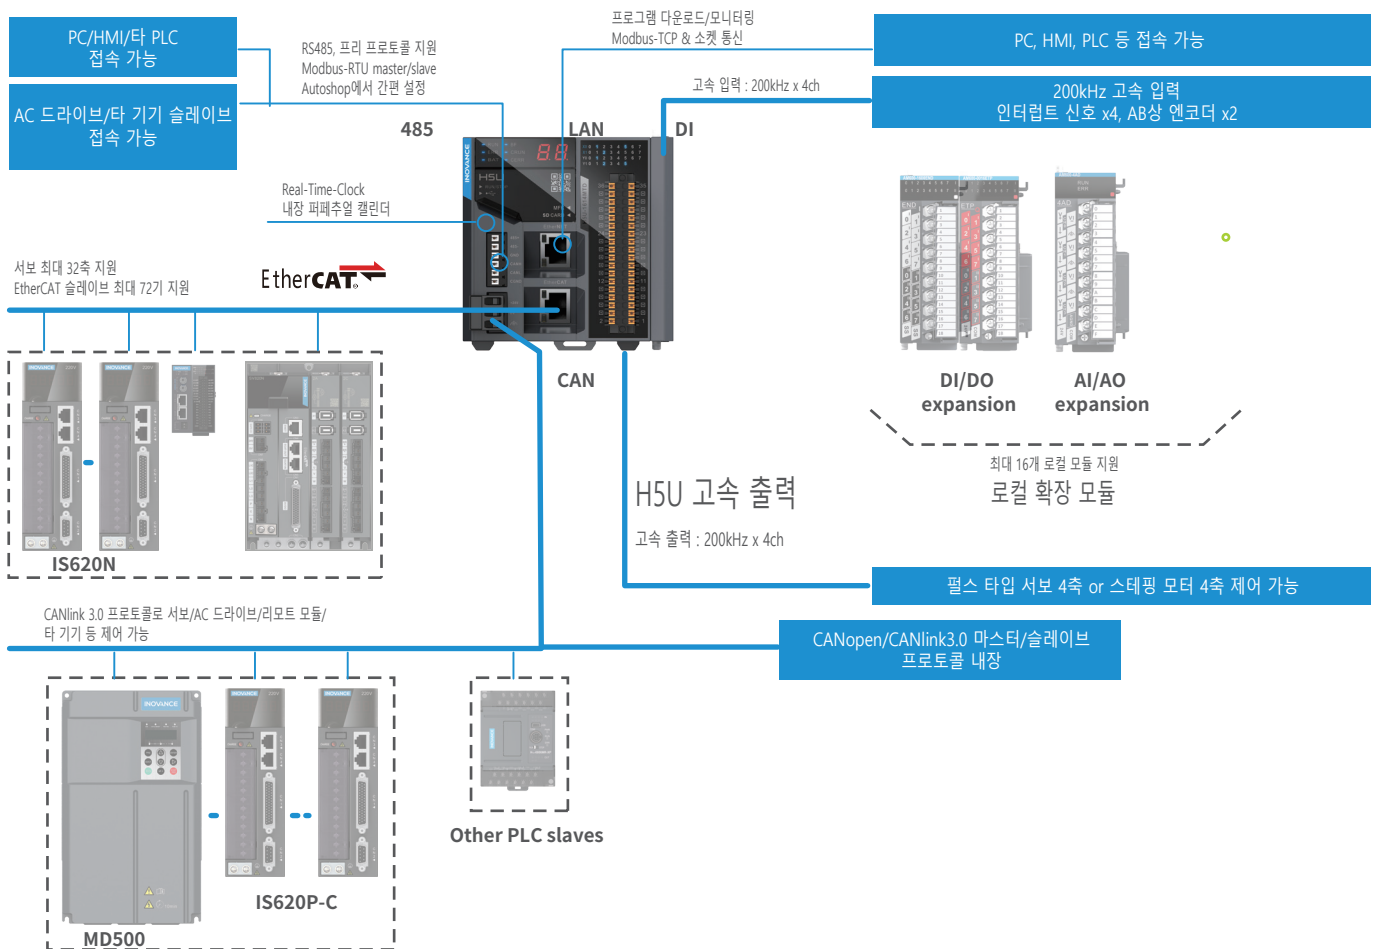 PC/HMI/타 PLC
접속 가능
AC 드라이브/타 기기 슬레이브
접속 가능
RS485, 프리 프로토콜 지원
Modbus-RTU master/slave
Autoshop에서 간편 설정
프로그램 다운로드/모니터링
Modbus-TCP & 소켓 통신
PC, HMI, PLC 등 접속 가능
고속 입력 : 200kHz x 4ch
200kHz 고속 입력
인터럽트 신호 x4, AB상 엔코더 x2
485
LAN
DI
INOVANCE
H5U
SD CARD
Real-Time-Clock
내장 퍼페추얼 캘린더
서보 최대 32축 지원
EtherCAT 슬레이브 최대 72기 지원
EtherCAT
CAN
END
4AD
DI/DO
expansion
AI/AO
expansion
최대 16개 로컬 모듈 지원
로컬 확장 모듈
INOVANCE
INOVANCE
IS620N
H5U 고속 출력
고속 출력 : 200kHz x 4ch
펄스 타입 서보 4축 or 스테핑 모터 4축 제어 가능
CANlink 3.0 프로토콜로 서보/AC 드라이브/리모트 모듈/
타 기기 등 제어 가능
CANopen/CANlink3.0 마스터/슬레이브
프로토콜 내장
INOVANCE
INOVANCE
INOVANCE
MD500
IS620P-C
Other PLC slaves